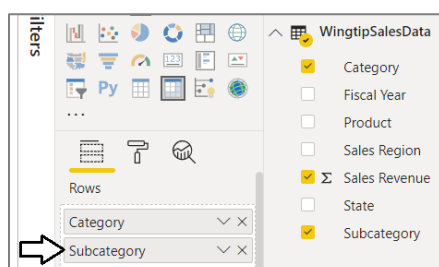 ilters
123
Py
...
Rows
Category
Subcategory
WingtipSalesData
Category
Fiscal Year
Product
Sales Region
Σ Sales Revenue
State
Subcategory